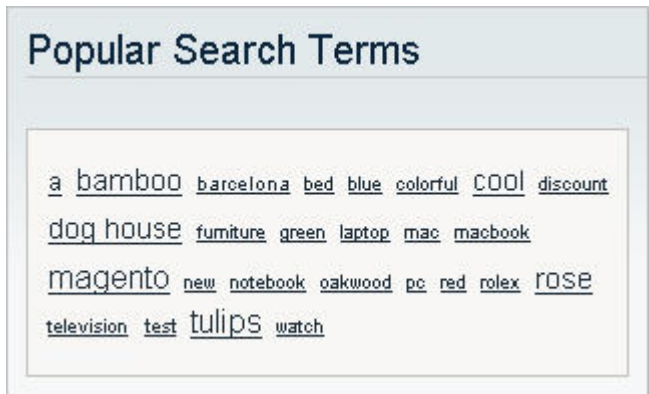 Popular Search Terms
a bamboo barcelona bed blue colorful cool discount
dog house furniture green laptop mac macbook
magento new notebook oakwood pc red rolex rose
television test tulips watch